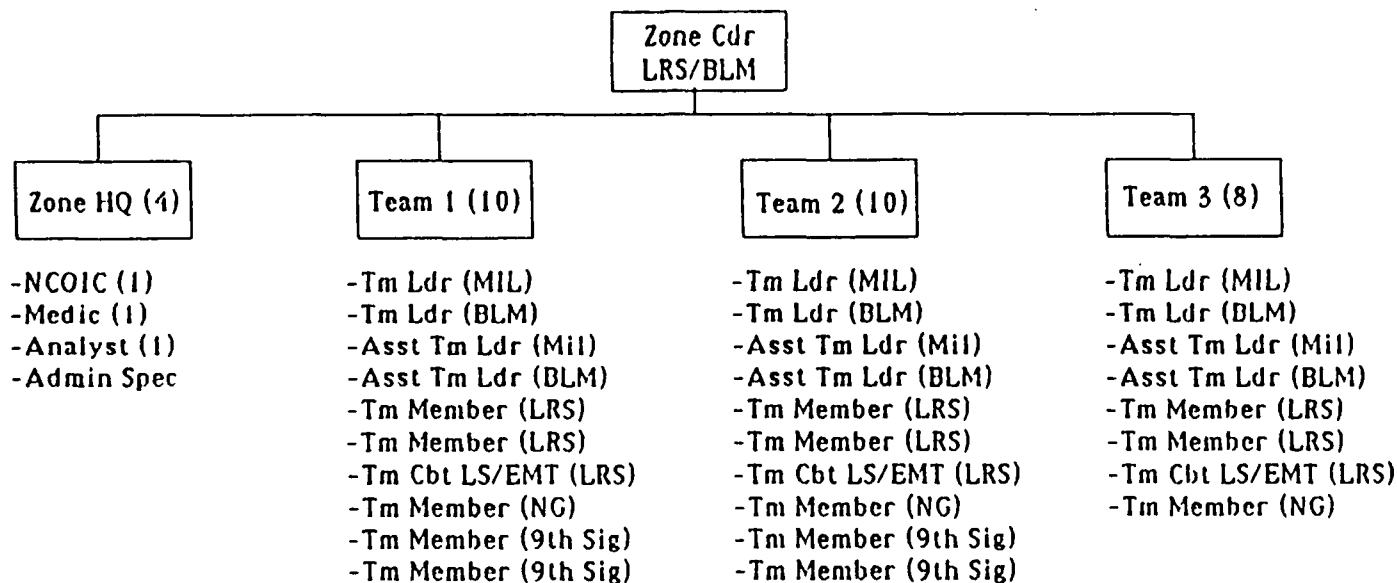 Zone Cdr
LRS/BLM
Zone HQ (4)
Team 1 (10)
Team 2 (10)
Team 3 (8)
-NCOIC (1)
-Medic (1)
-Analyst (1)
-Admin Spec
-Tm Ldr (MIL)
-Tm Ldr (BLM)
-Asst Tm Ldr (Mil)
-Asst Tm Ldr (BLM)
-Tm Member (LRS)
-Tm Member (LRS)
-Tm Cbt LS/EMT (LRS)
-Tm Member (NG)
-Tm Member (9th Sig)
-Tm Member (9th Sig)
-Tm Ldr (MIL)
-Tm Ldr (BLM)
-Asst Tm Ldr (Mil)
-Asst Tm Ldr (BLM)
-Tm Member (LRS)
-Tm Member (LRS)
-Tm Cbt LS/EMT (LRS)
-Tm Member (NG)
-Tm Member (9th Sig)
-Tm Member (9th Sig)
-Tm Ldr (MIL)
-Tm Ldr (BLM)
-Asst Tm Ldr (Mil)
-Asst Tm Ldr (BLM)
-Tm Member (LRS)
-Tm Member (LRS)
-Tm Cbt LS/EMT (LRS)
-Tm Member (NG)